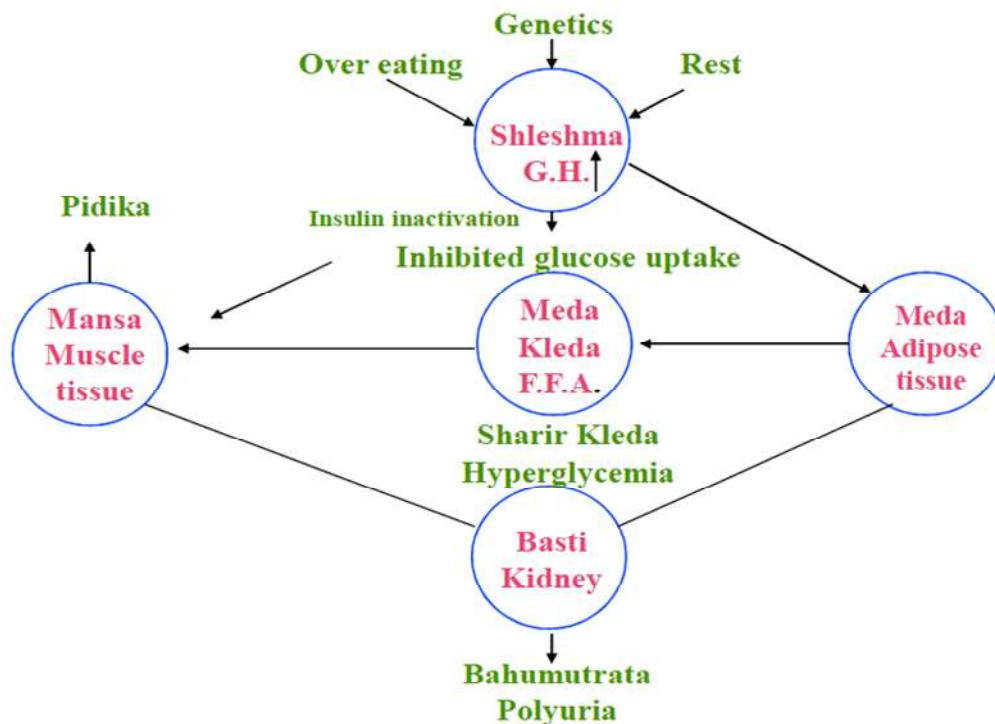 Genetics
Over eating
Rest
Shleshma
G.H.
Pidika
Insulin inactivation
Inhibited glucose uptake
Mansa
Muscle
tissue
Meda
Kleda
F.F.A.
Meda
Adipose
tissue
Sharir Kleda
Hyperglycemia
Basti
Kidney
Bahumutrata
Polyuria